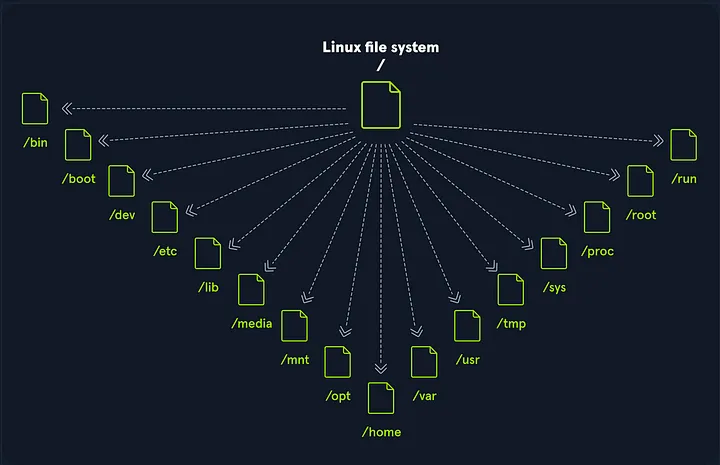 Linux file system
/
/bin
/boot
/dev
/etc
/lib
/media
/mnt
/opt
/home
/var
/usr
/tmp
/sys
/proc
/root
/run